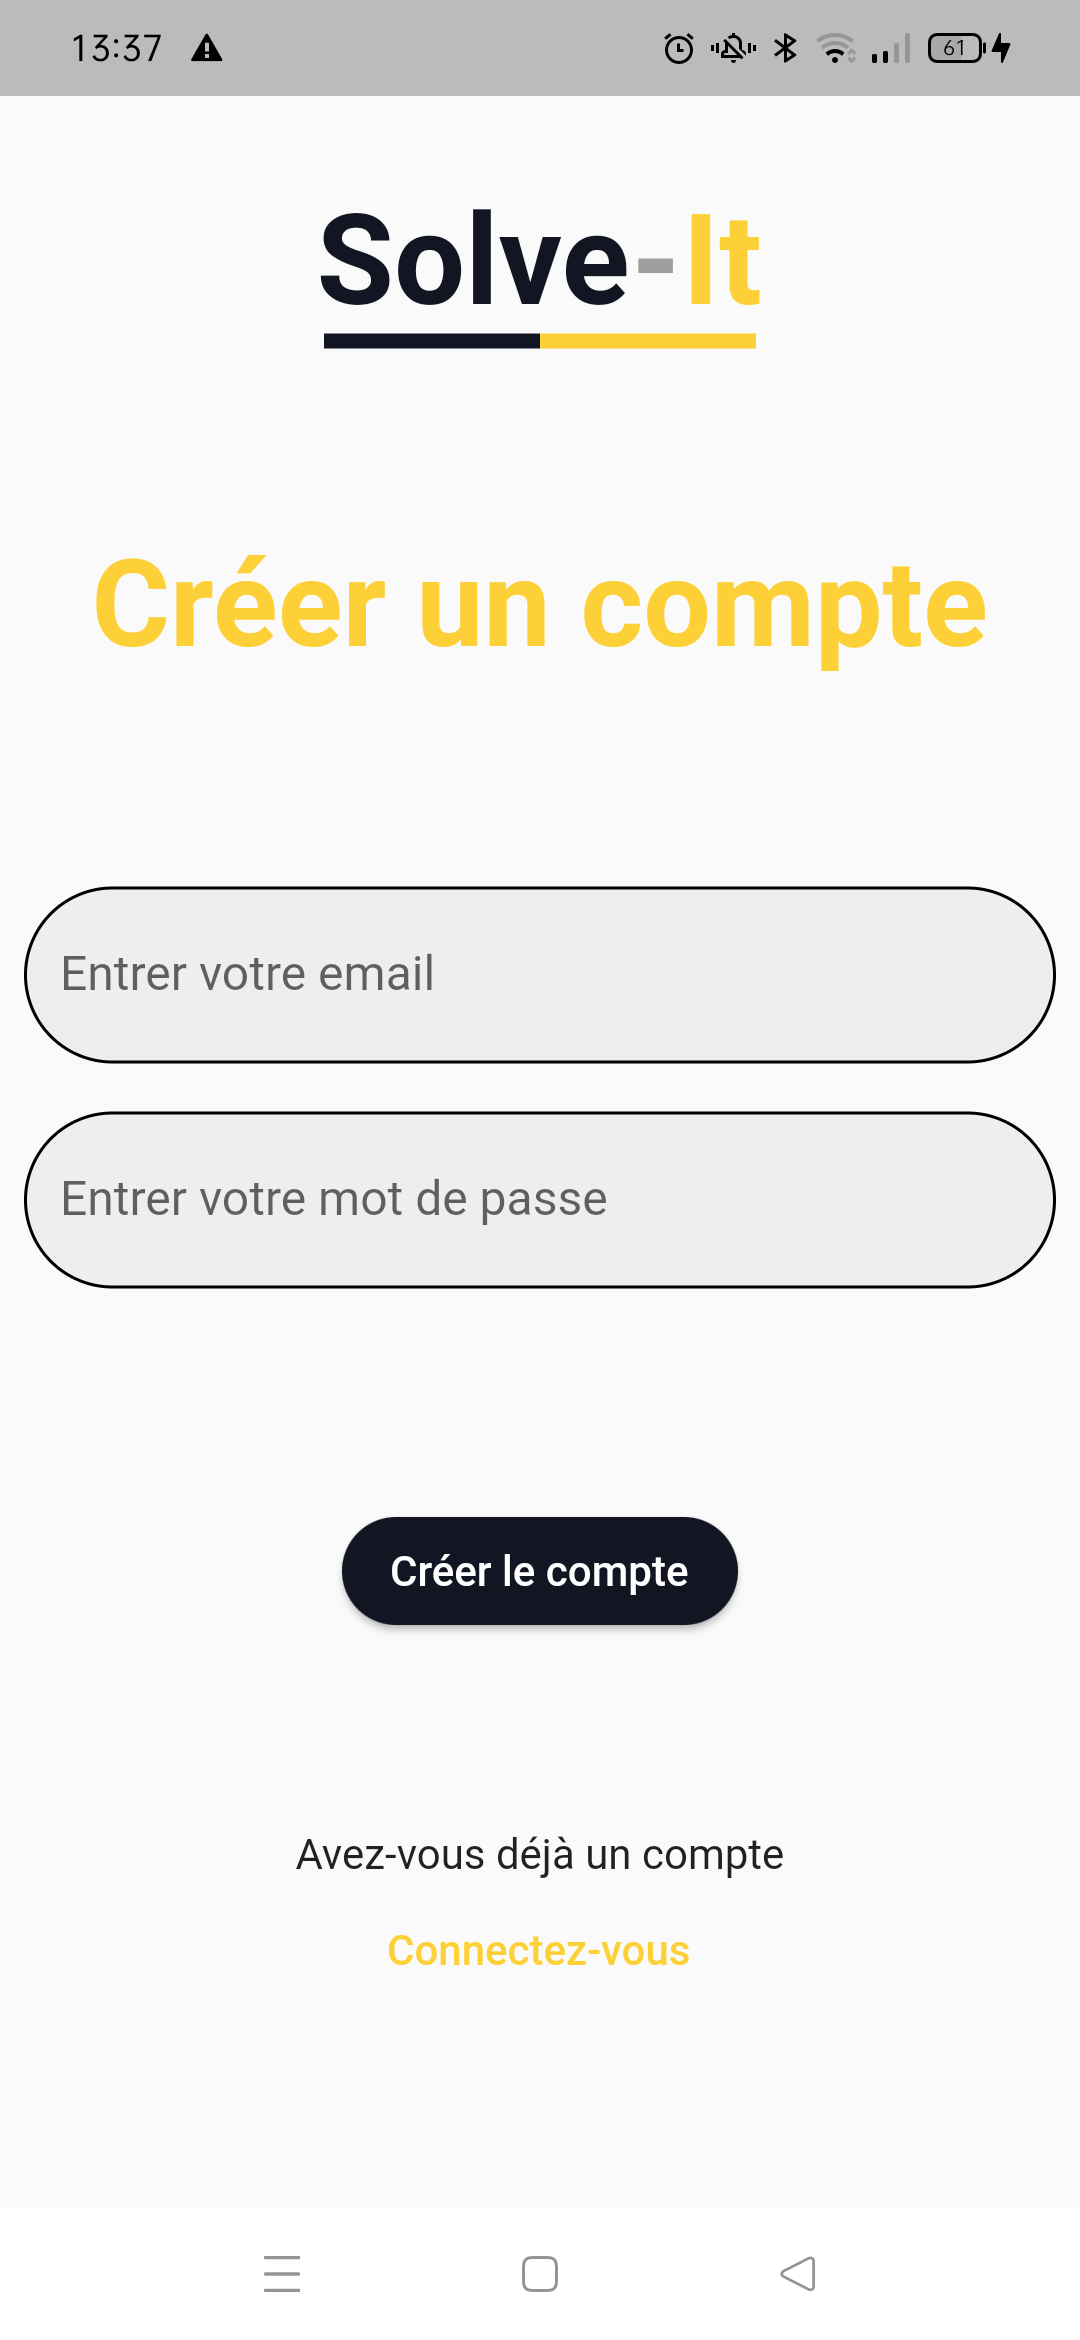 13:37
61
Solve-It
Créer un compte
Entrer votre email
Entrer votre mot de passe
Créer le compte
Avez-vous déjà un compte
Connectez-vous